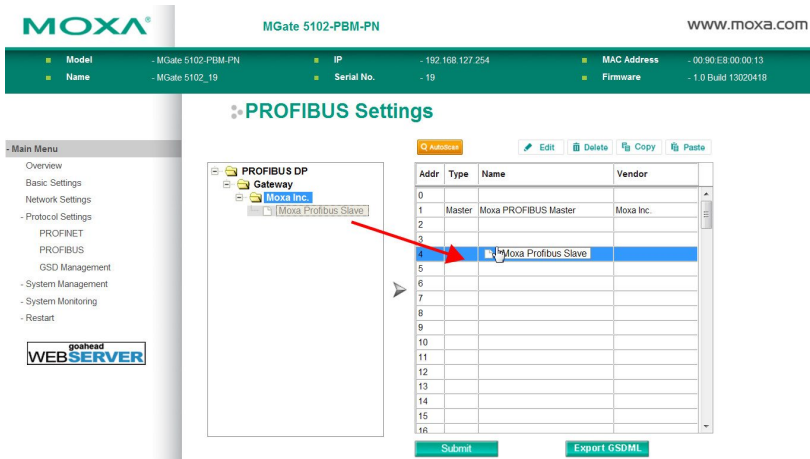 MOXA® MGate 5102-PBM-PN www.moxa.com
Model - MGate 5102-PBM-PN IP - 192.168.127.254 MAC Address - 00:90:E8:00:00:13
Name - MGate 5102_19 Serial No. - 19 Firmware - 1.0 Build 13020418
PROFIBUS Settings
- Main Menu
Overview
Basic Settings
Network Settings
- Protocol Settings
PROFINET
PROFIBUS
GSD Management
- System Management
- System Monitoring
- Restart
goahead
WEBSERVER
PROFIBUS DP
Gateway
Moxa Inc.
Moxa Profibus Slave
AutoScan Edit Delete Copy Paste
Addr Type Name Vendor
0
1 Master Moxa PROFIBUS Master Moxa Inc.
2
3
4 Moxa Profibus Slave
5
6
7
8
9
10
11
12
13
14
15
16
Submit Export GSDML